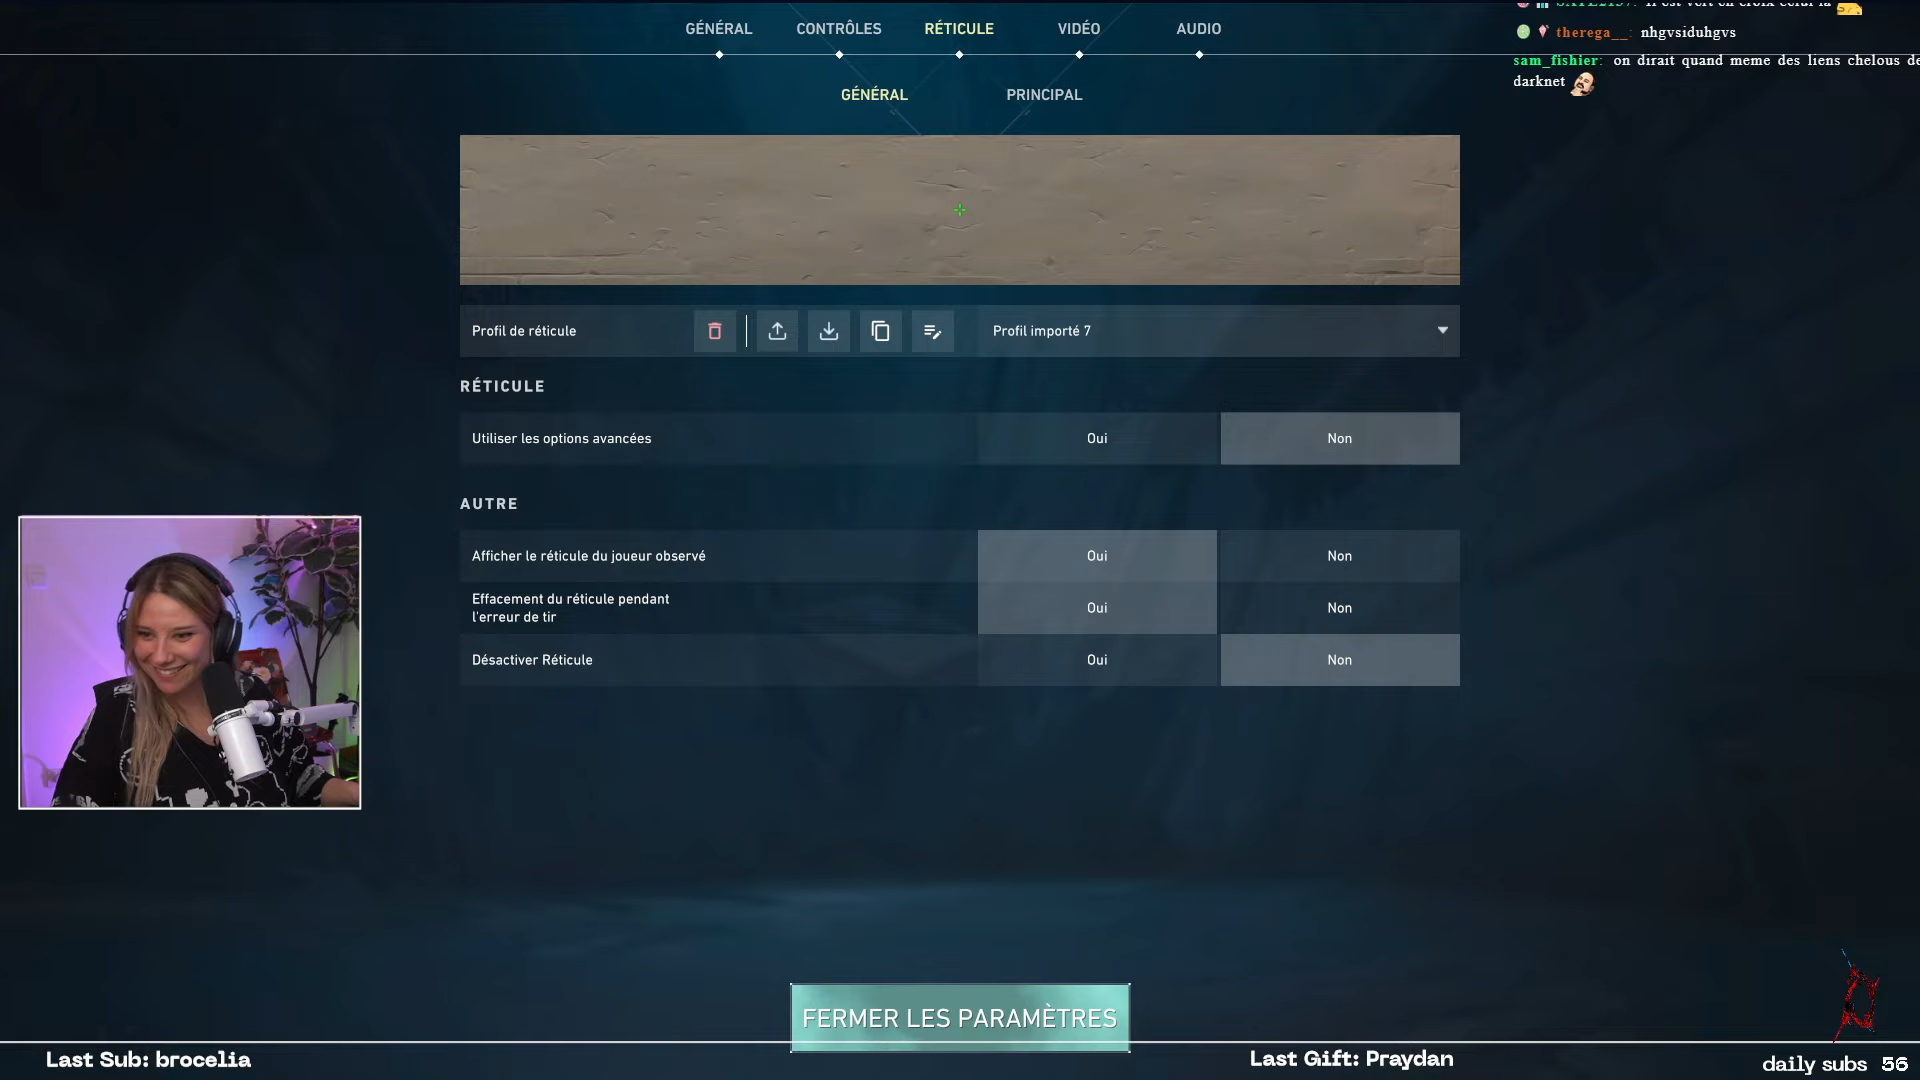 GÉNÉRAL CONTRÔLES RÉTICULE VIDÉO AUDIO
GÉNÉRAL PRINCIPAL
therega__: nhgvsiduhgvs
sam_fishier: on dirait quand meme des liens chelous de
darknet
Profil de réticule Profil importé 7
RÉTICULE
Utiliser les options avancées Oui Non
AUTRE
Afficher le réticule du joueur observé Oui Non
Effacement du réticule pendant
l'erreur de tir Oui Non
Désactiver Réticule Oui Non
FERMER LES PARAMÈTRES
Last Sub: brocelia
Last Gift: Praydan
daily subs 56